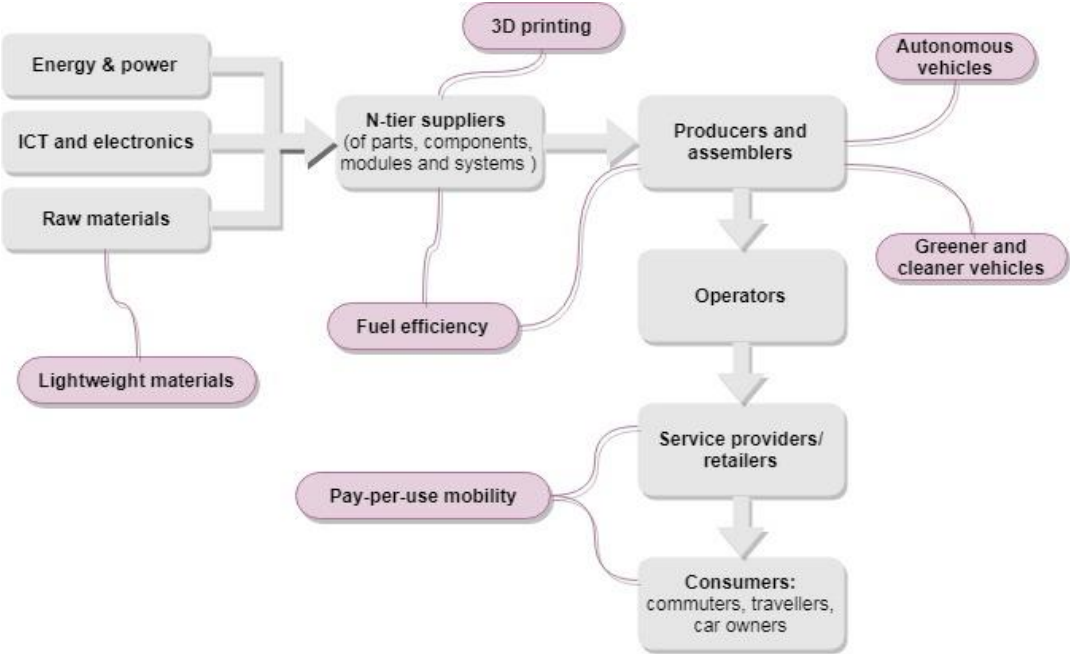 3D printing
Energy & power
Autonomous
vehicles
N-tier suppliers
(of parts, components,
modules and systems )
ICT and electronics
Producers and
assemblers
Raw materials
Greener and
cleaner vehicles
Operators
Fuel efficiency
Lightweight materials
Service providers/
retailers
Pay-per-use mobility
Consumers:
commuters, travellers,
car owners